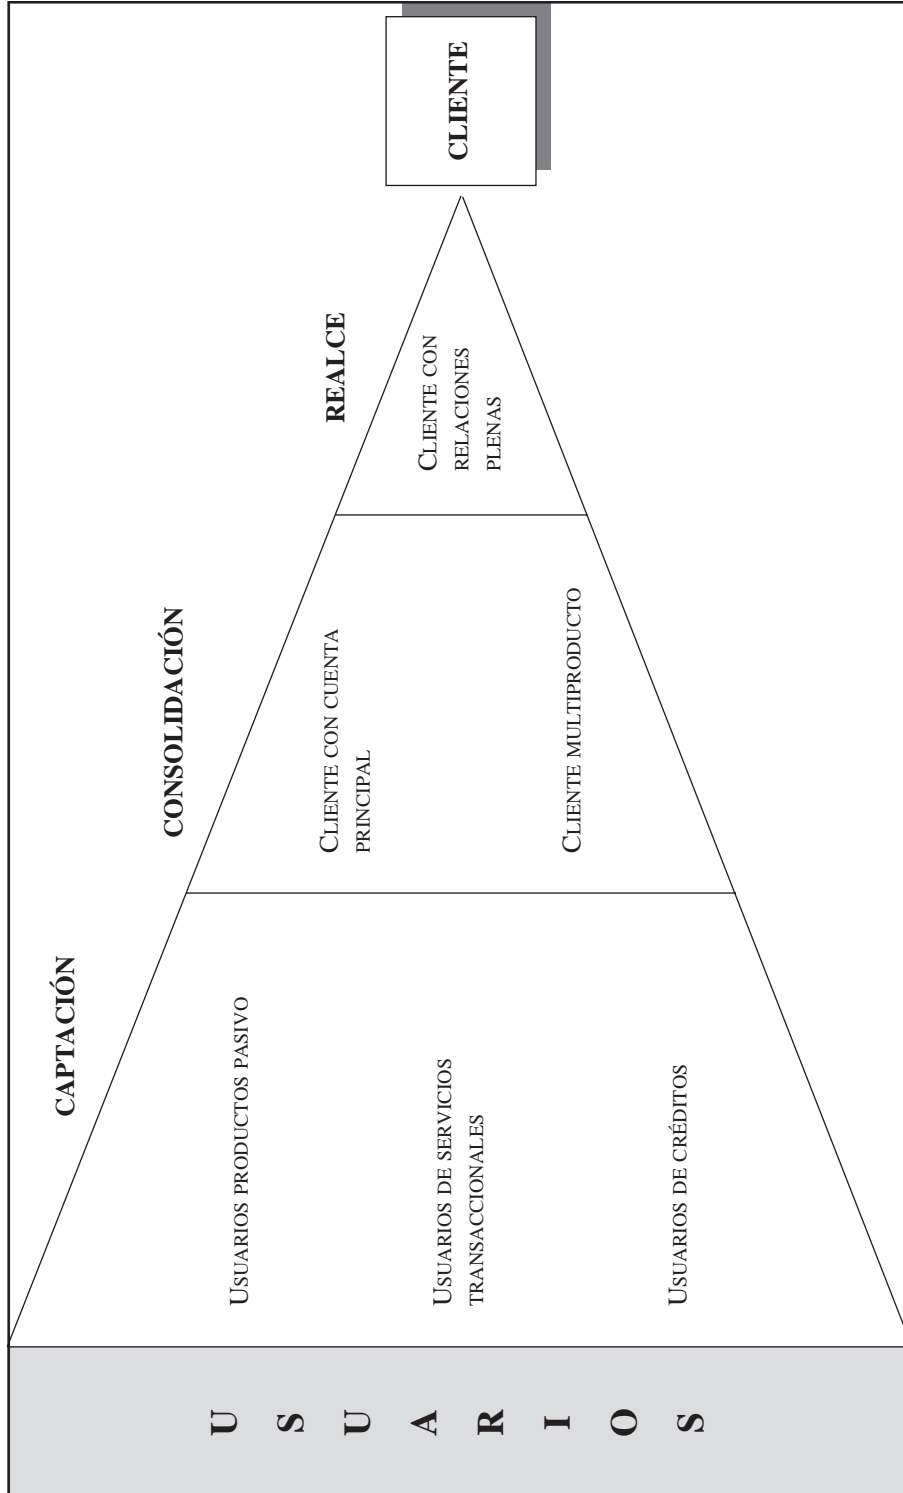 U S U A R I O S
CAPTACIÓN
USUARIOS PRODUCTOS PASIVO
USUARIOS DE SERVICIOS
TRANSACCIONALES
USUARIOS DE CRÉDITOS
CONSOLIDACIÓN
CLIENTE CON CUENTA
PRINCIPAL
CLIENTE MULTIPRODUCTO
REALCE
CLIENTE CON
RELACIONES
PLENAS
CLIENTE